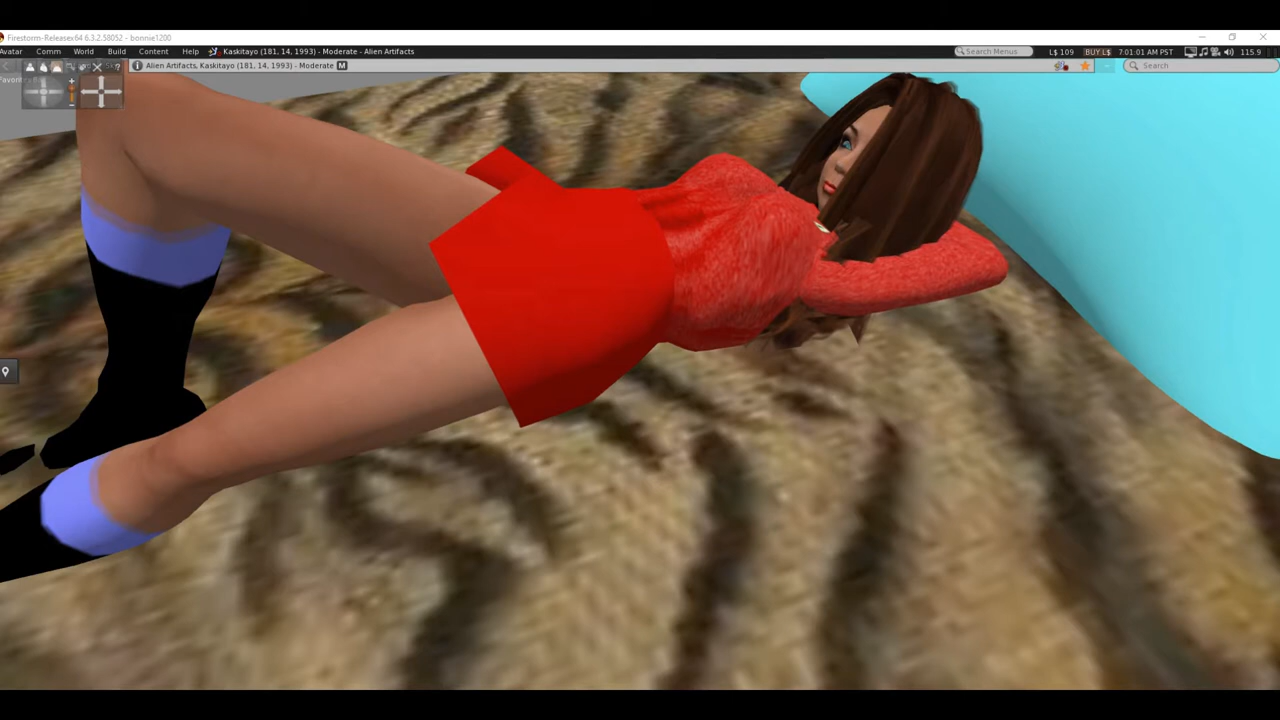 Firestorm-Releasex64 6.3.2.58052 - bonnie1200
Avatar Comm World Build Content Help Kaskitayo (181, 14, 1993) - Moderate - Alien Artifacts Search Menus L$ 109 BUY L$ 7:01:01 AM PST 115.9
Alien Artifacts, Kaskitayo (181, 14, 1993) - Moderate M Search